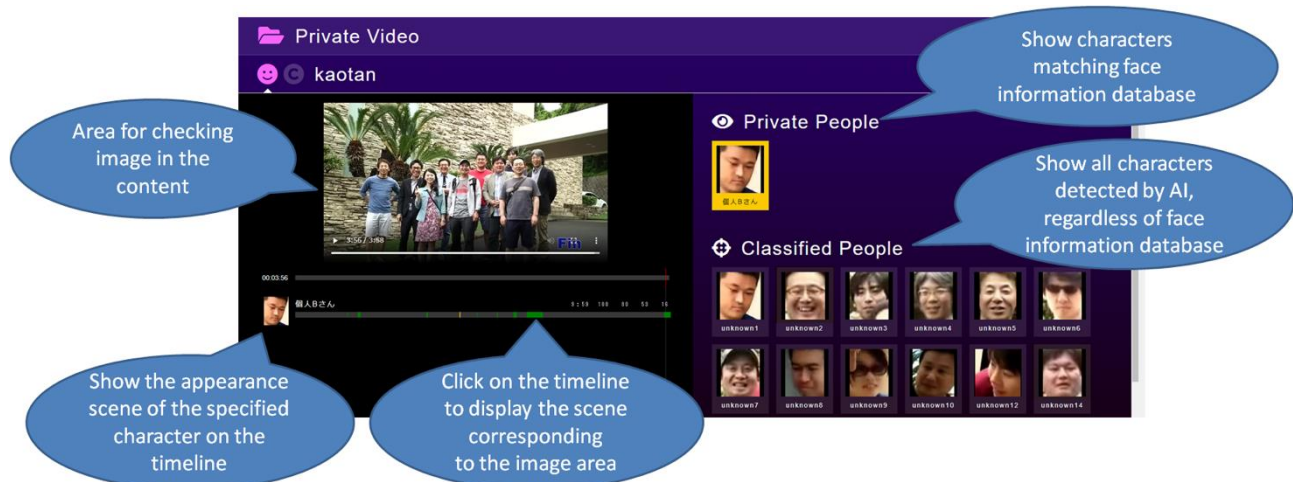 Private Video
kaotan
Show characters
matching face
information database
Area for checking
image in the
content
Private People
個人Bさん
Show all characters
detected by AI,
regardless of face
information database
3:56 / 3:58
Fin
Classified People
00:03:56
個人Bさん
unknown1 unknown2 unknown3 unknown4 unknown5 unknown6
unknown7 unknown8 unknown9 unknown10 unknown12 unknown14
Show the appearance
scene of the specified
character on the
timeline
Click on the timeline
to display the scene
corresponding
to the image area